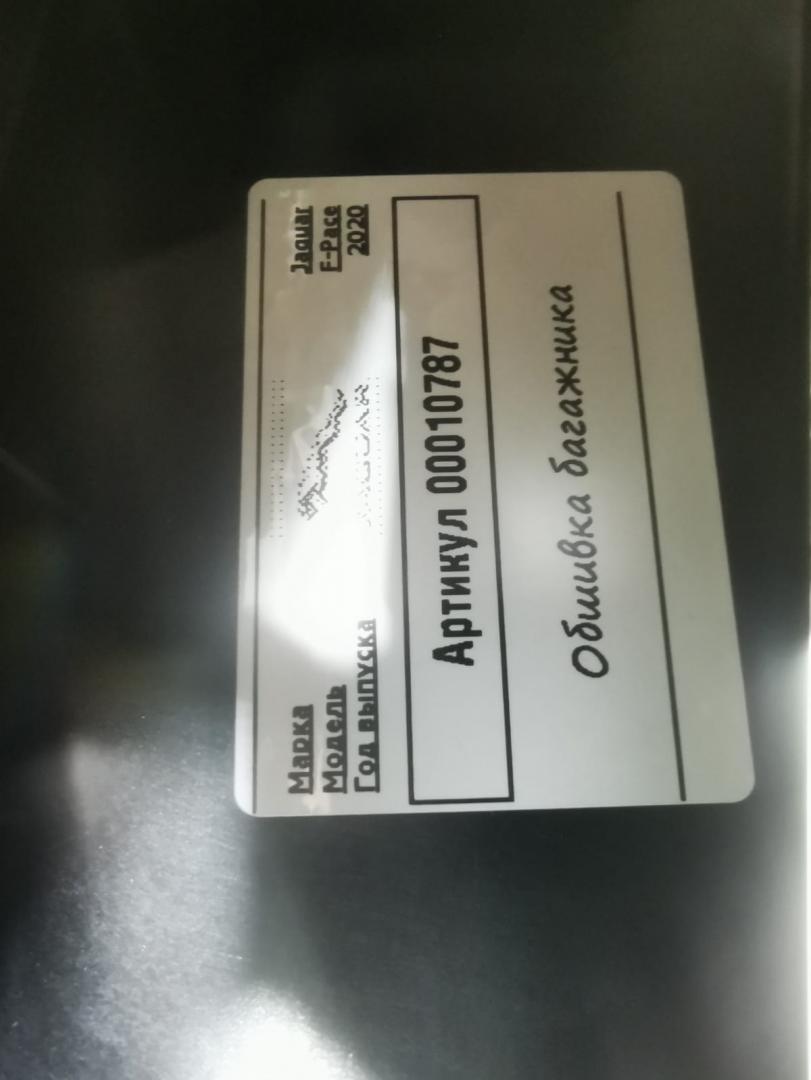 Марка Jaguar
Модель F-Pace
Год выпуска 2020
Артикул 00010787
Обшивка багажника